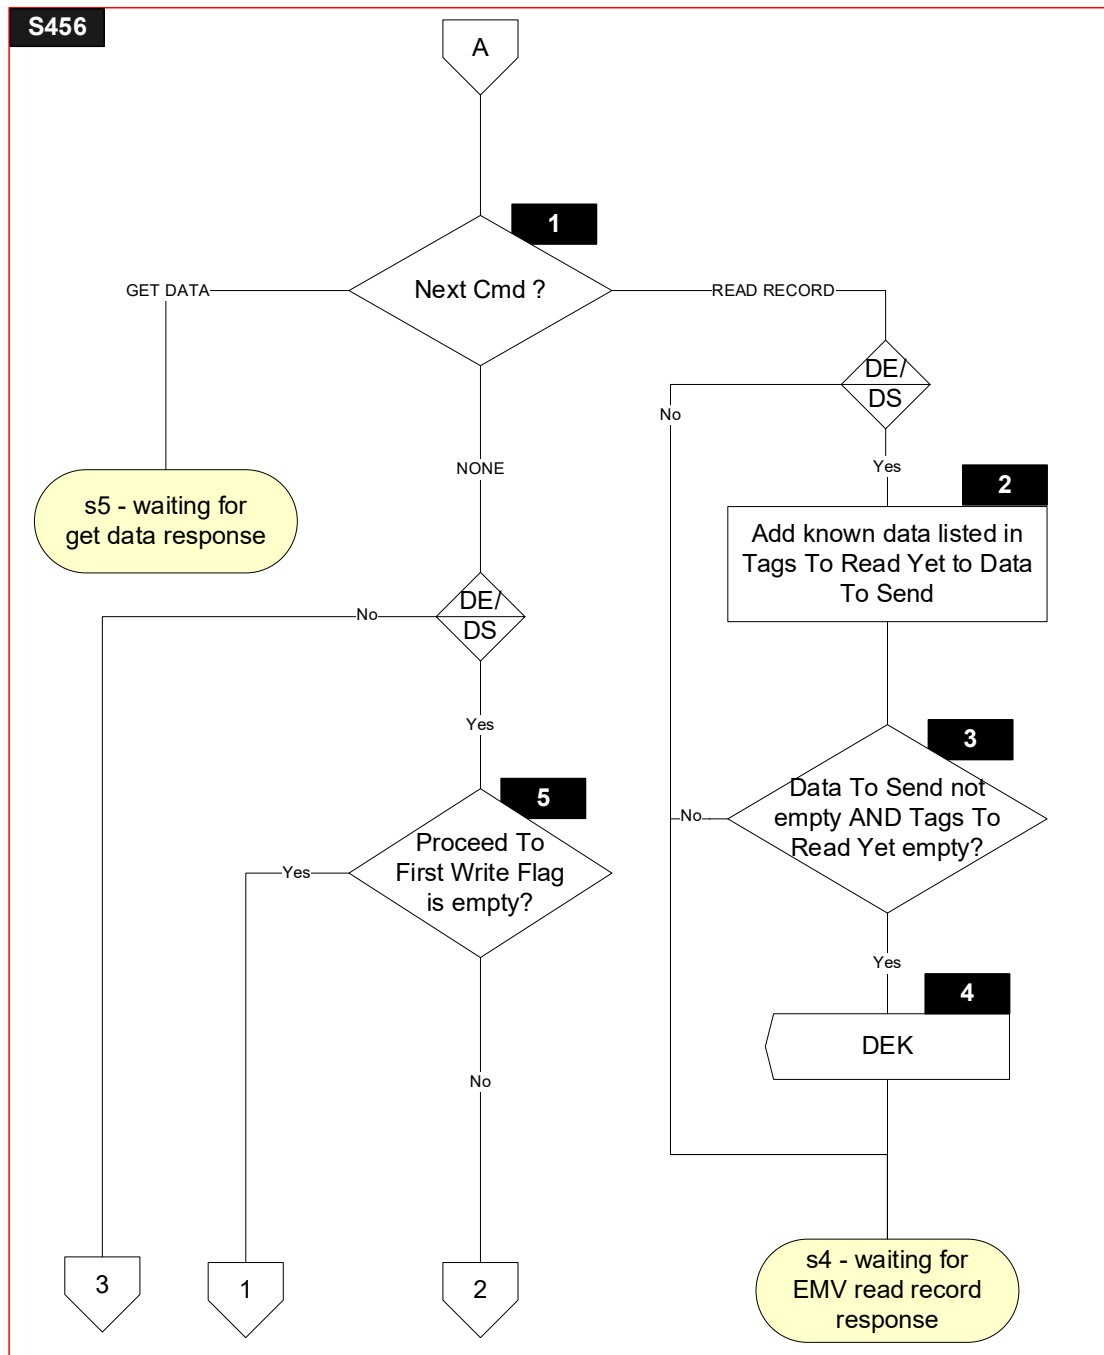 S456
A
1
Next Cmd ?
GET DATA
READ RECORD
DE/
DS
No
Yes
NONE
2
s5 - waiting for
get data response
Add known data listed in
Tags To Read Yet to Data
To Send
DE/
DS
No
Yes
3
Data To Send not
empty AND Tags To
Read Yet empty?
No
Yes
5
Proceed To
First Write Flag
is empty?
Yes
No
4
DEK
3
1
2
s4 - waiting for
EMV read record
response